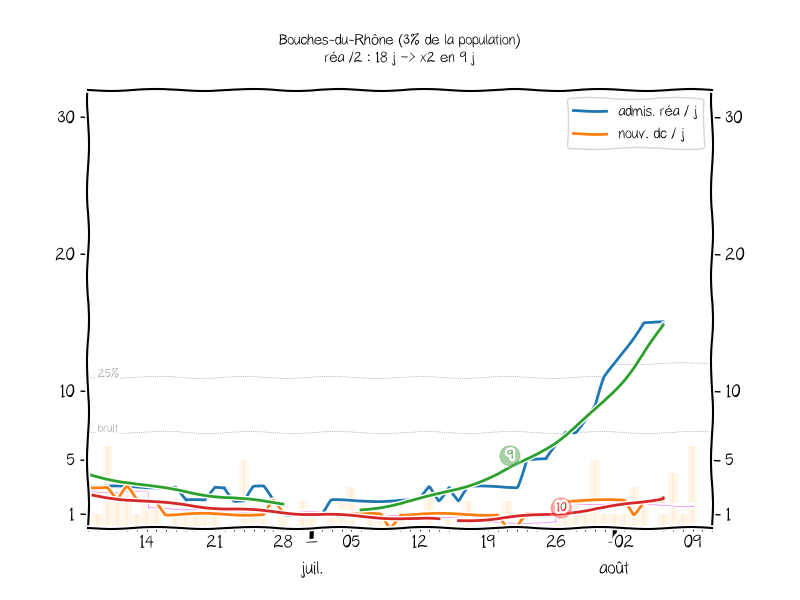 Bouches-du-Rhône (3% de la population)
réa /2 : 18 j -> x2 en 9 j
admis. réa / j
nouv. dc / j
30
30
20
20
25%
10
10
bruit
9
5
5
10
1
1
14 21 28 05 12 19 26 02 09
juil. août